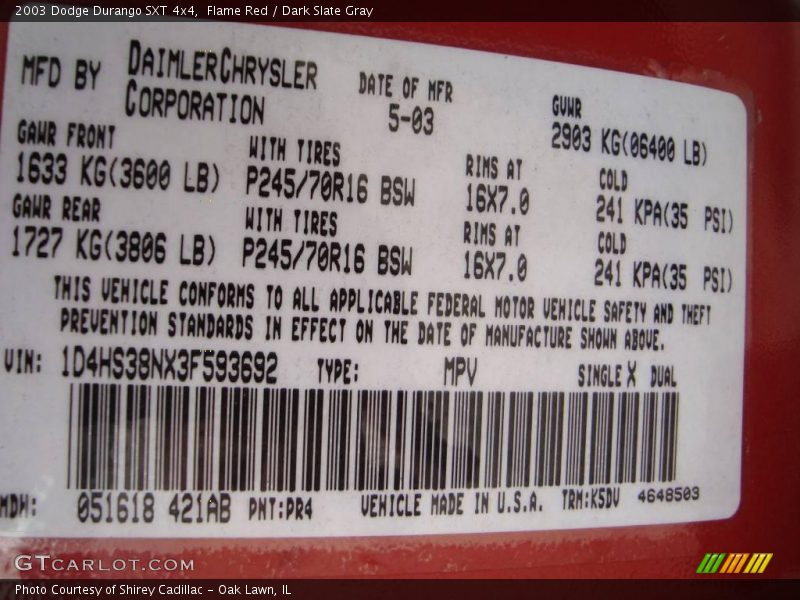 2003 Dodge Durango SXT 4x4, Flame Red / Dark Slate Gray
MFD BY DAIMLERCHRYSLER CORPORATION
DATE OF MFR 5-03
GVWR 2903 KG(06400 LB)
GAWR FRONT WITH TIRES RIMS AT COLD
1633 KG(3600 LB) P245/70R16 BSW 16X7.0 241 KPA(35 PSI)
GAWR REAR WITH TIRES RIMS AT COLD
1727 KG(3806 LB) P245/70R16 BSW 16X7.0 241 KPA(35 PSI)
THIS VEHICLE CONFORMS TO ALL APPLICABLE FEDERAL MOTOR VEHICLE SAFETY AND THEFT
PREVENTION STANDARDS IN EFFECT ON THE DATE OF MANUFACTURE SHOWN ABOVE.
VIN: 1D4HS38NX3F593692 TYPE: MPV SINGLE X DUAL
MDH: 051618 421AB PNT:PR4 VEHICLE MADE IN U.S.A. TRM:K5DV 4648503
GTCARLOT.COM
Photo Courtesy of Shirey Cadillac - Oak Lawn, IL